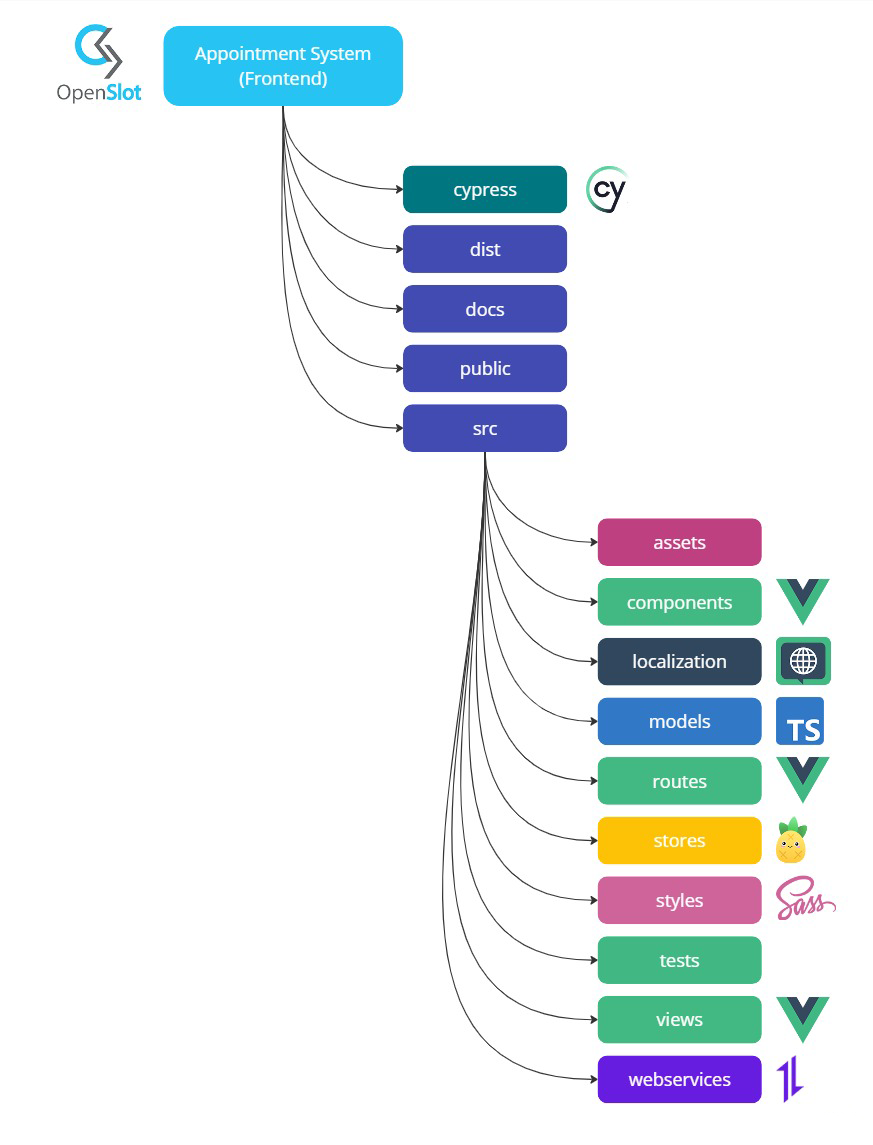 OpenSlot
Appointment System
(Frontend)
cypress
cy
dist
docs
public
src
assets
components
localization
models
TS
routes
stores
styles
Sass
tests
views
webservices